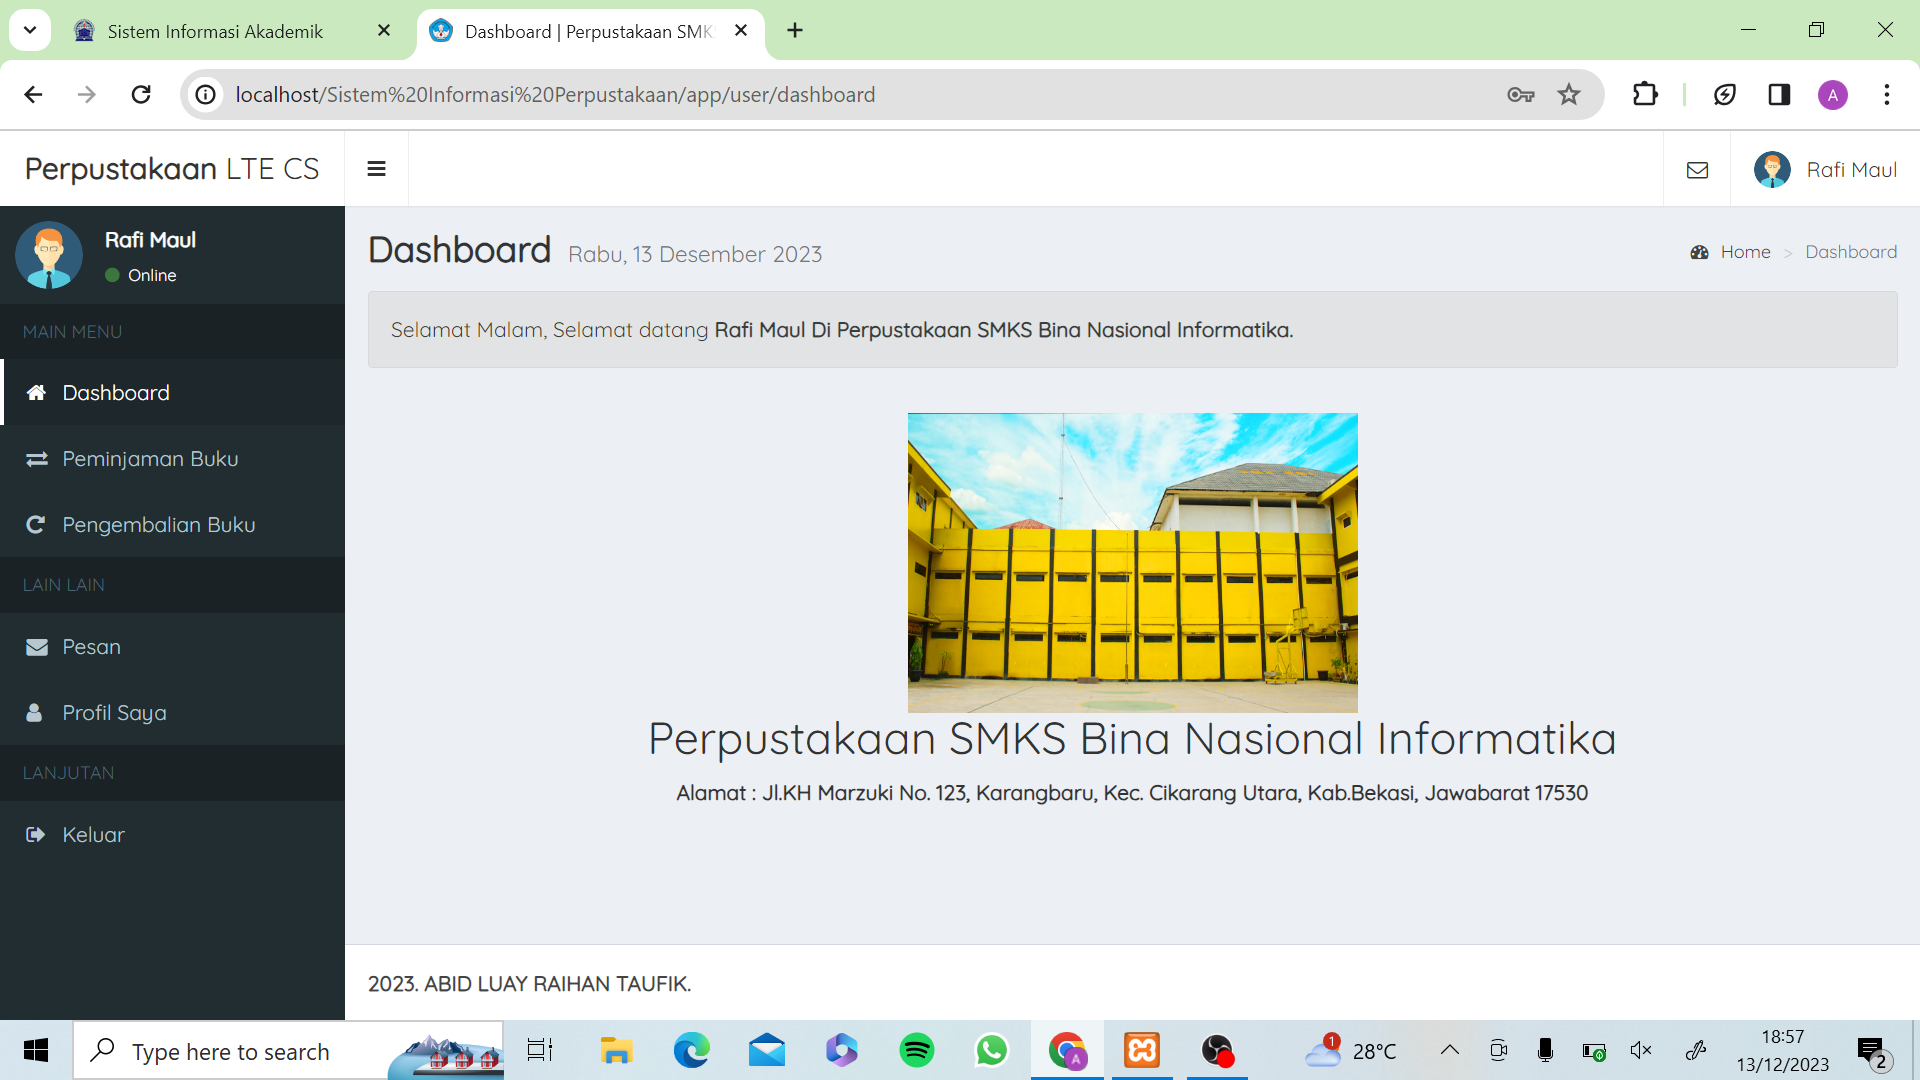 Sistem Informasi Akademik
Dashboard | Perpustakaan SMK
localhost/Sistem%20Informasi%20Perpustakaan/app/user/dashboard
A
Perpustakaan LTE CS
Rafi Maul
Rafi Maul
Online
MAIN MENU
Dashboard
Peminjaman Buku
Pengembalian Buku
LAIN LAIN
Pesan
Profil Saya
LANJUTAN
Keluar
Dashboard Rabu, 13 Desember 2023
Home > Dashboard
Selamat Malam, Selamat datang Rafi Maul Di Perpustakaan SMKS Bina Nasional Informatika.
Perpustakaan SMKS Bina Nasional Informatika
Alamat : Jl.KH Marzuki No. 123, Karangbaru, Kec. Cikarang Utara, Kab.Bekasi, Jawabarat 17530
2023. ABID LUAY RAIHAN TAUFIK.
Type here to search
A
1
28°C
18:57
13/12/2023
2